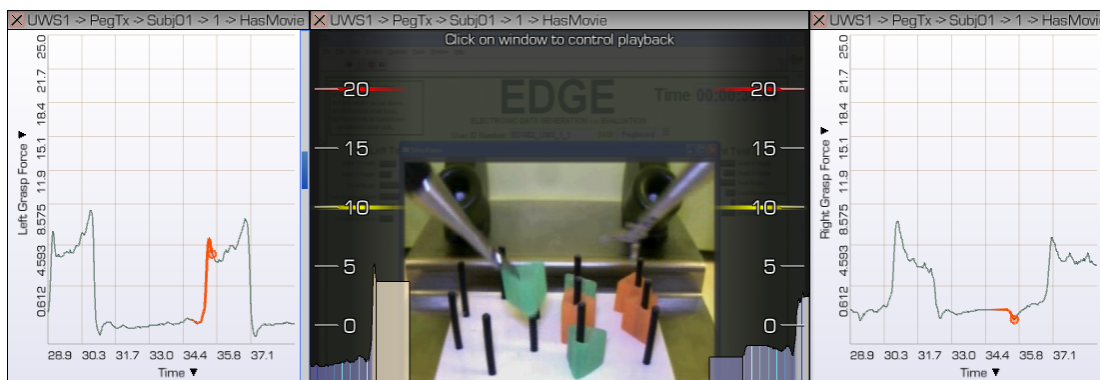 UWS1 -> PegTx -> Subj01 -> 1 -> HasMovie
25.0
21.7
18.4
15.1
11.9
8.575
4.593
0.612
Left Grasp Force
28.9 30.3 31.7 33.0 34.4 35.8 37.1
Time
UWS1 -> PegTx -> Subj01 -> 1 -> HasMovie
Click on window to control playback
EDGE
Time 00:00:
ELECTRONIC DATA GENERATION EVALUATION
20 20
15 15
10 10
5 5
0 0
UWS1 -> PegTx -> Subj01 -> 1 -> HasMovie
25.0
21.7
18.4
15.1
11.9
8.575
4.593
0.612
Right Grasp Force
28.9 30.3 31.7 33.0 34.4 35.8 37.1
Time